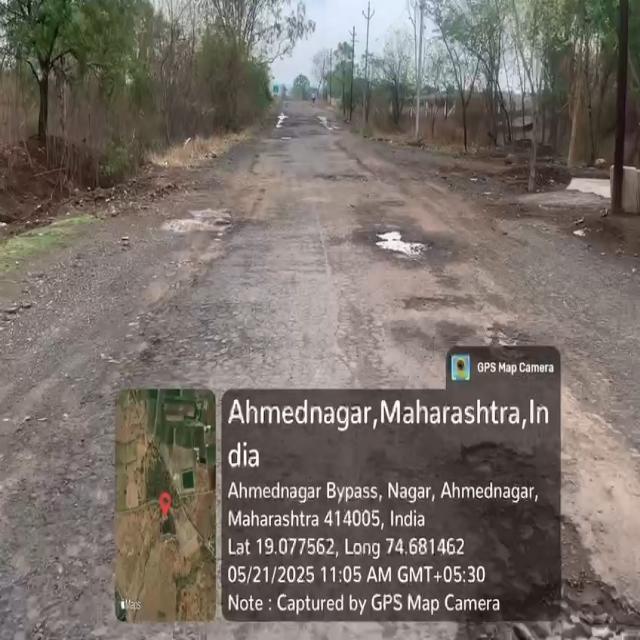 GPS Map Camera
Ahmednagar,Maharashtra,In
dia
Ahmednagar Bypass, Nagar, Ahmednagar,
Maharashtra 414005, India
Lat 19.077562, Long 74.681462
05/21/2025 11:05 AM GMT+05:30
Note : Captured by GPS Map Camera
Maps